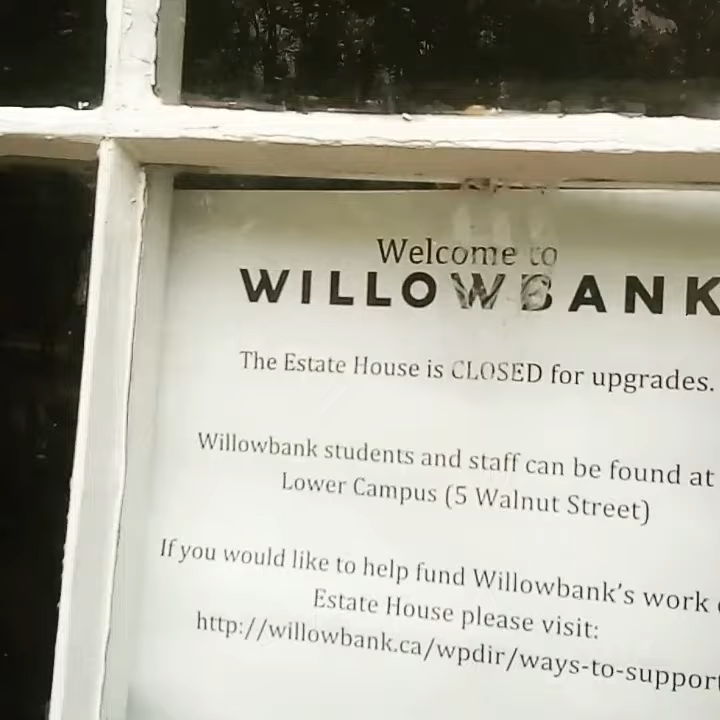 Welcome to
WILLOWBANK
The Estate House is CLOSED for upgrades.
Willowbank students and staff can be found at
Lower Campus (5 Walnut Street)
If you would like to help fund Willowbank's work
Estate House please visit:
http://willowbank.ca/wpdir/ways-to-support